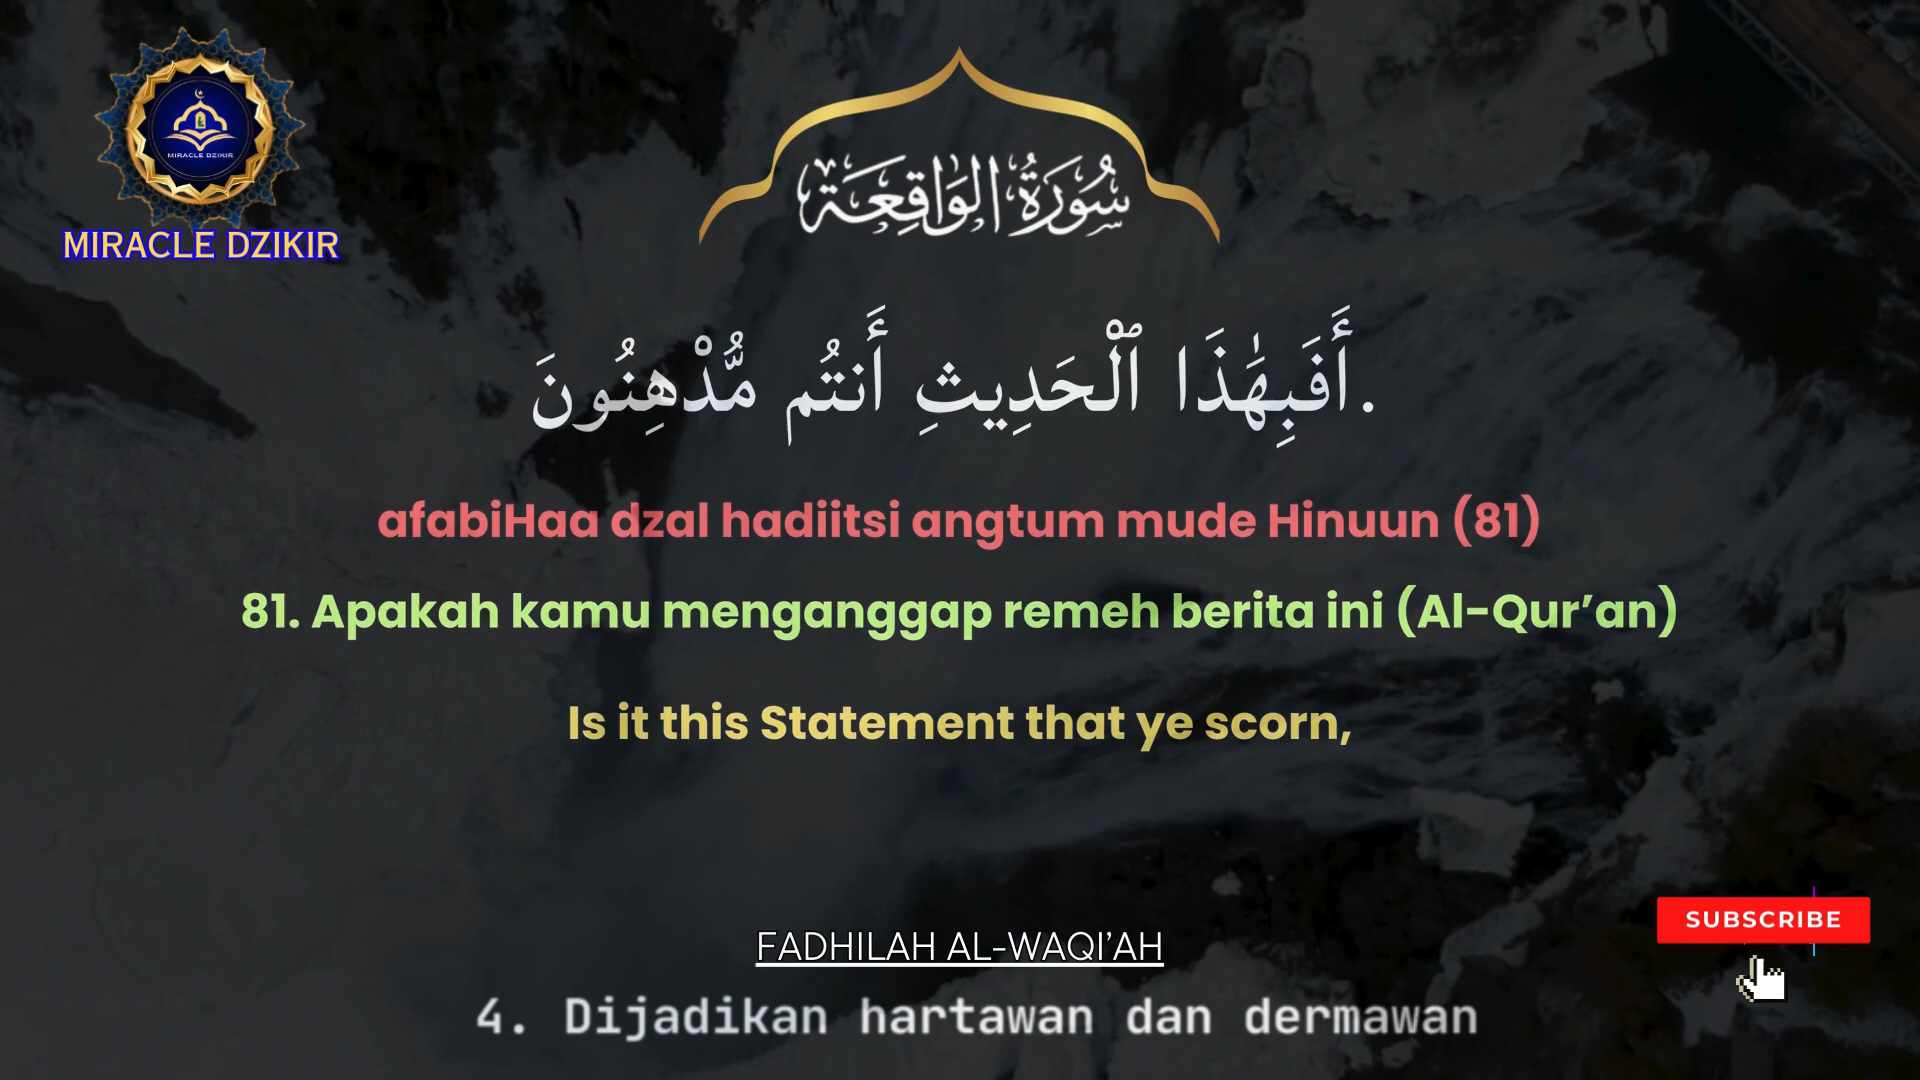 MIRACLE DZIKIR
MIRACLE DZIKIR
سُورَةُ الوَاقِعَة
أَفَبِهَٰذَا ٱلْحَدِيثِ أَنتُم مُّدْهِنُونَ.
afabiHaa dzal hadiitsi angtum mude Hinuun (81)
81. Apakah kamu menganggap remeh berita ini (Al-Qur’an)
Is it this Statement that ye scorn,
SUBSCRIBE
FADHILAH AL-WAQI’AH
4. Dijadikan hartawan dan dermawan